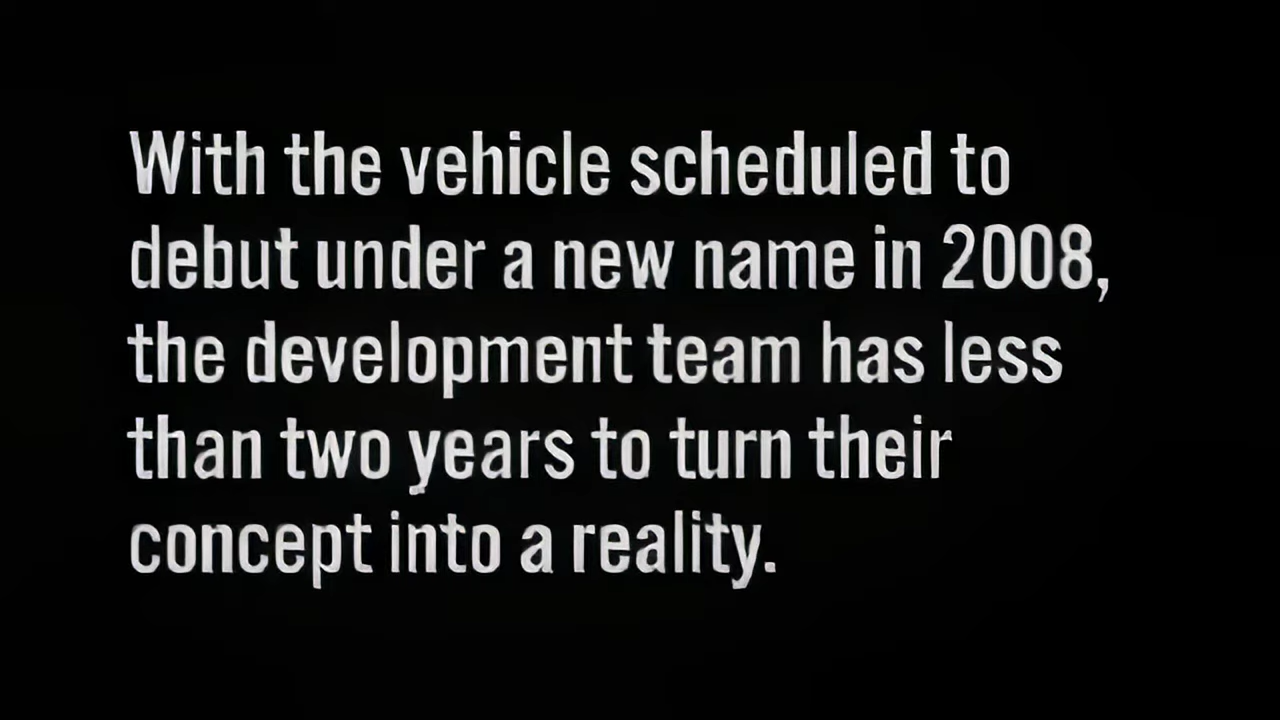 With the vehicle scheduled to
debut under a new name in 2008,
the development team has less
than two years to turn their
concept into a reality.